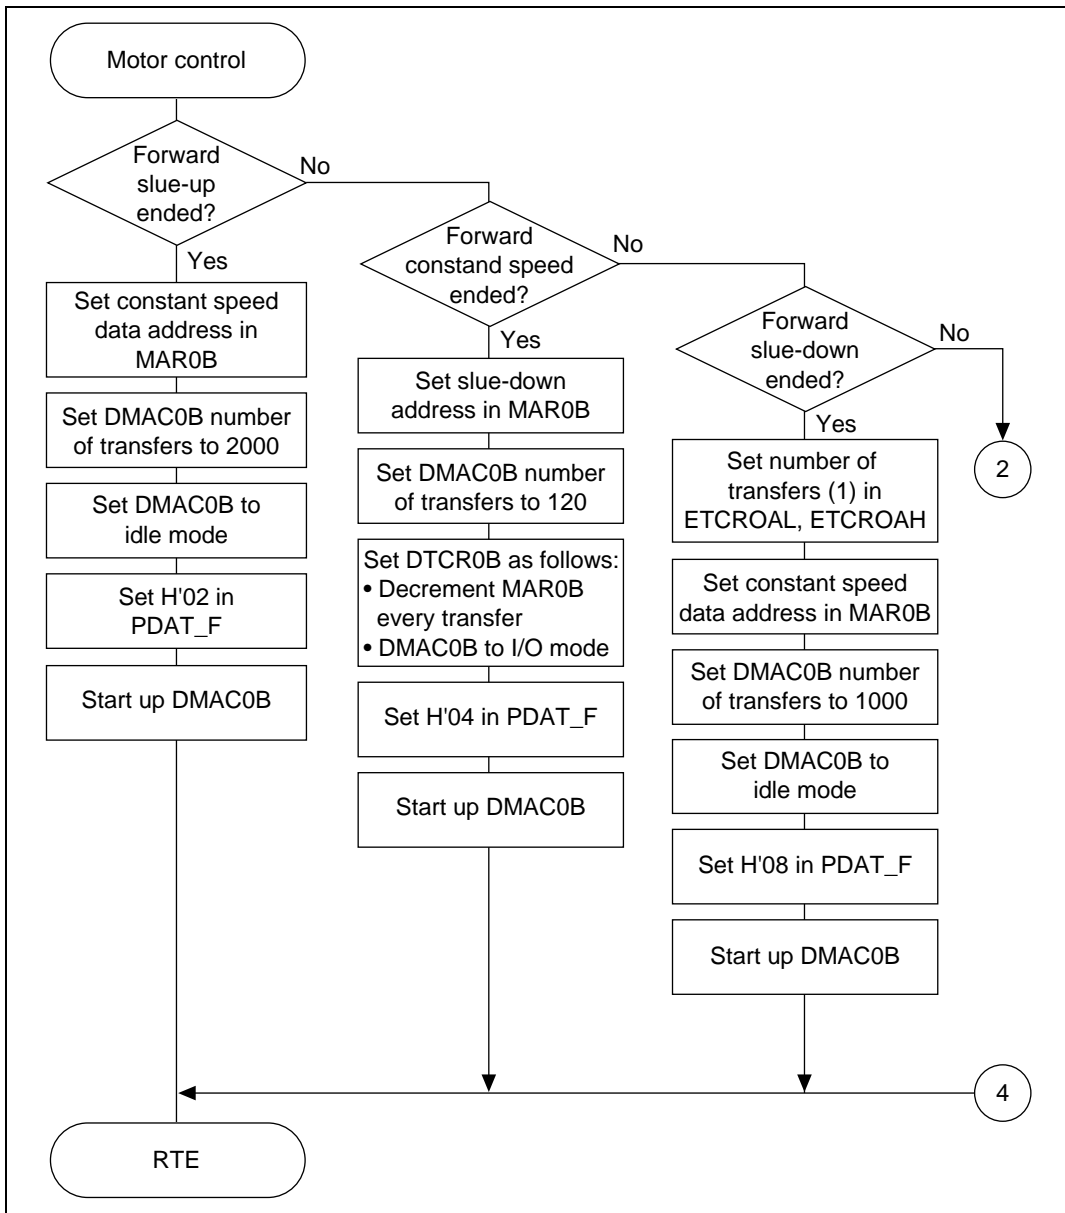 Motor control
Forward
slue-up
ended?
No
Yes
Set constant speed
data address in
MAR0B
Set DMAC0B number
of transfers to 2000
Set DMAC0B to
idle mode
Set H'02 in
PDAT_F
Start up DMAC0B
Forward
constand speed
ended?
No
Yes
Set slue-down
address in MAR0B
Set DMAC0B number
of transfers to 120
Set DTCR0B as follows:
• Decrement MAR0B
every transfer
• DMAC0B to I/O mode
Set H'04 in PDAT_F
Start up DMAC0B
Forward
slue-down
ended?
No
Yes
2
Set number of
transfers (1) in
ETCROAL, ETCROAH
Set constant speed
data address in MAR0B
Set DMAC0B number
of transfers to 1000
Set DMAC0B to
idle mode
Set H'08 in PDAT_F
Start up DMAC0B
4
RTE